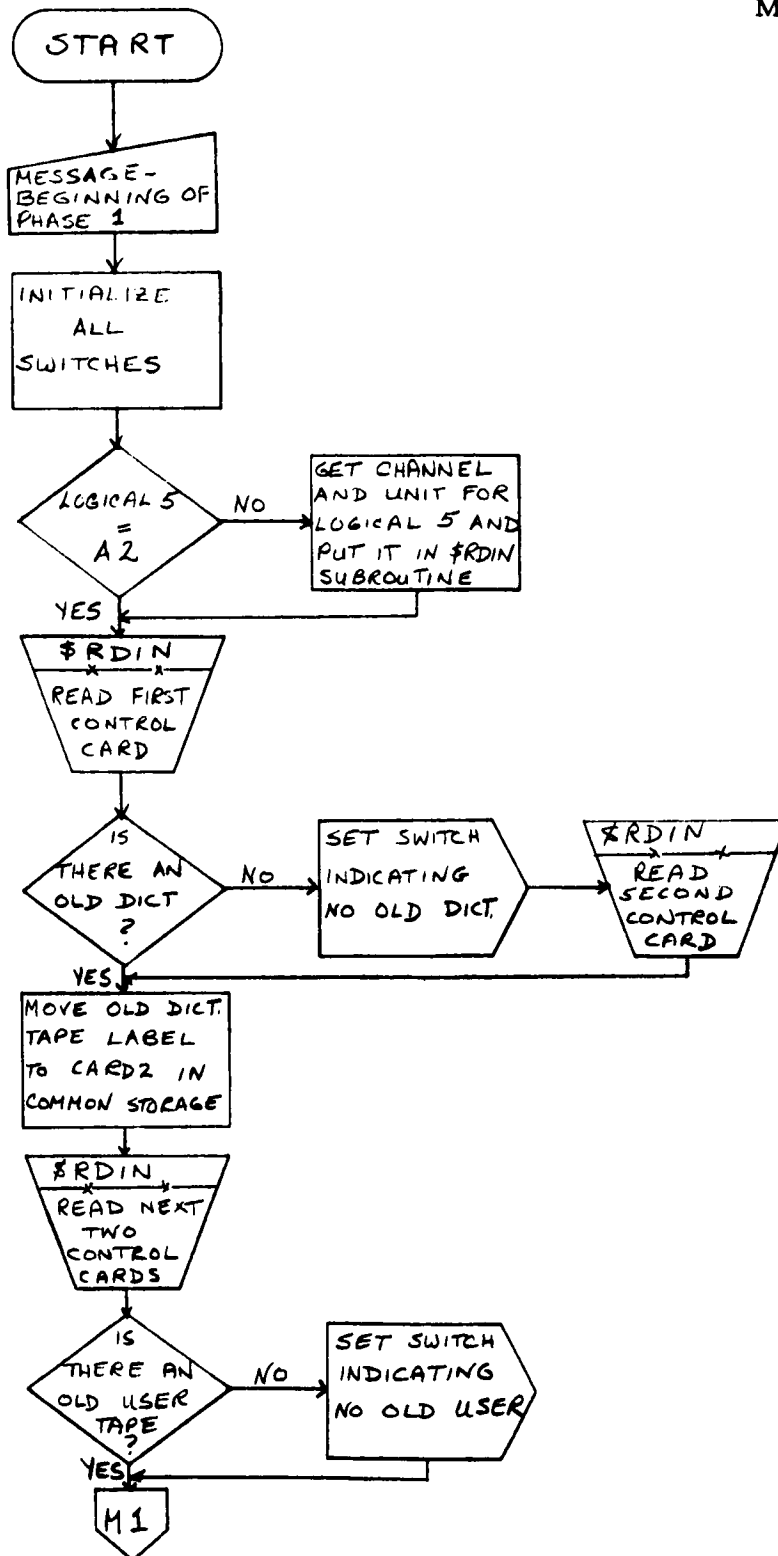 M
START
MESSAGE-
BEGINNING OF
PHASE 1
INITIALIZE
ALL
SWITCHES
LOGICAL 5
=
A2
NO
GET CHANNEL
AND UNIT FOR
LOGICAL 5 AND
PUT IT IN $RDIN
SUBROUTINE
YES
$RDIN
READ FIRST
CONTROL
CARD
IS
THERE AN
OLD DICT
?
NO
SET SWITCH
INDICATING
NO OLD DICT.
$RDIN
READ
SECOND
CONTROL
CARD
YES
MOVE OLD DICT.
TAPE LABEL
TO CARD2 IN
COMMON STORAGE
$RDIN
READ NEXT
TWO
CONTROL
CARDS
IS
THERE AN
OLD USER
TAPE
?
NO
SET SWITCH
INDICATING
NO OLD USER
YES
M1